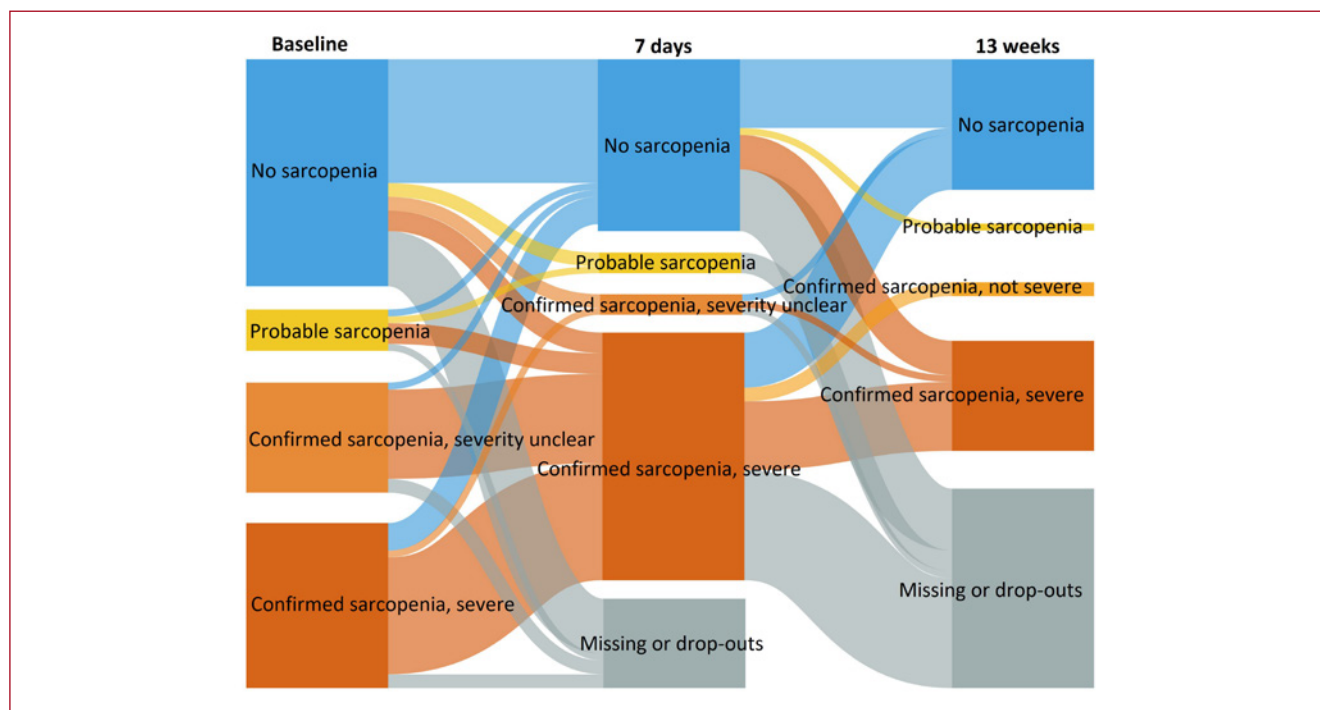 Baseline
7 days
13 weeks
No sarcopenia
Probable sarcopenia
Confirmed sarcopenia, severity unclear
Confirmed sarcopenia, severe
No sarcopenia
Probable sarcopenia
Confirmed sarcopenia, severity unclear
Confirmed sarcopenia, severe
Missing or drop-outs
No sarcopenia
Probable sarcopenia
Confirmed sarcopenia, not severe
Confirmed sarcopenia, severe
Missing or drop-outs